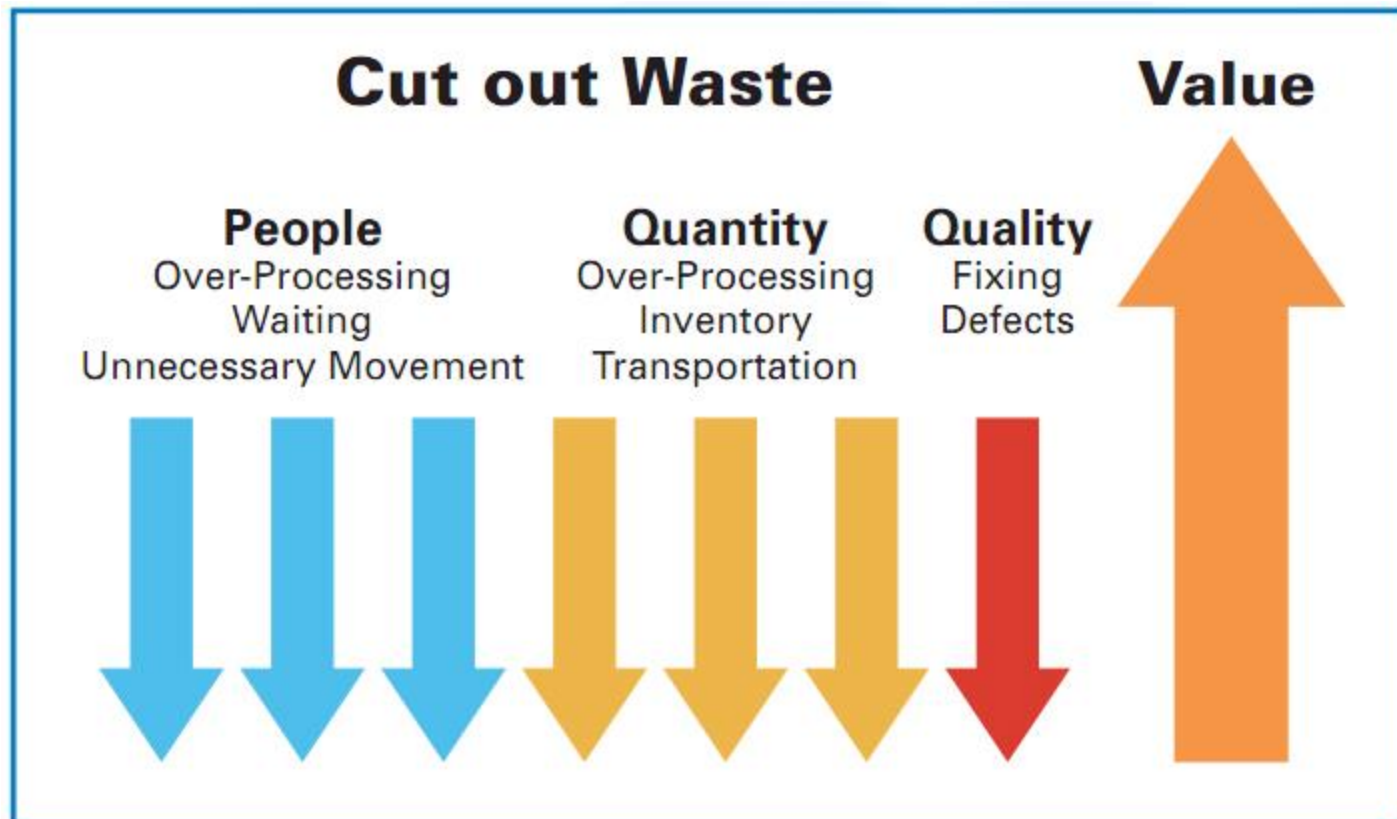 Cut out Waste
Value
People
Over-Processing
Waiting
Unnecessary Movement
Quantity
Over-Processing
Inventory
Transportation
Quality
Fixing
Defects